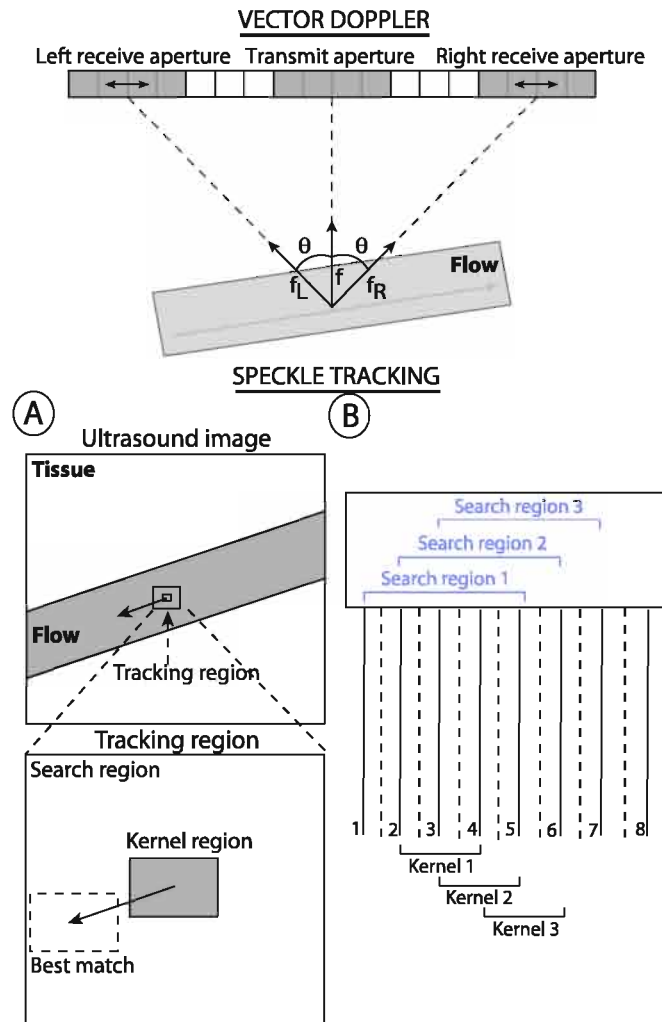 VECTOR DOPPLER
Left receive aperture Transmit aperture Right receive aperture
θ θ
f_L f f_R Flow
SPECKLE TRACKING
A B
Ultrasound image
Tissue
Flow
Tracking region
Tracking region
Search region
Kernel region
Best match
Search region 3
Search region 2
Search region 1
1 2 3 4 5 6 7 8
Kernel 1
Kernel 2
Kernel 3